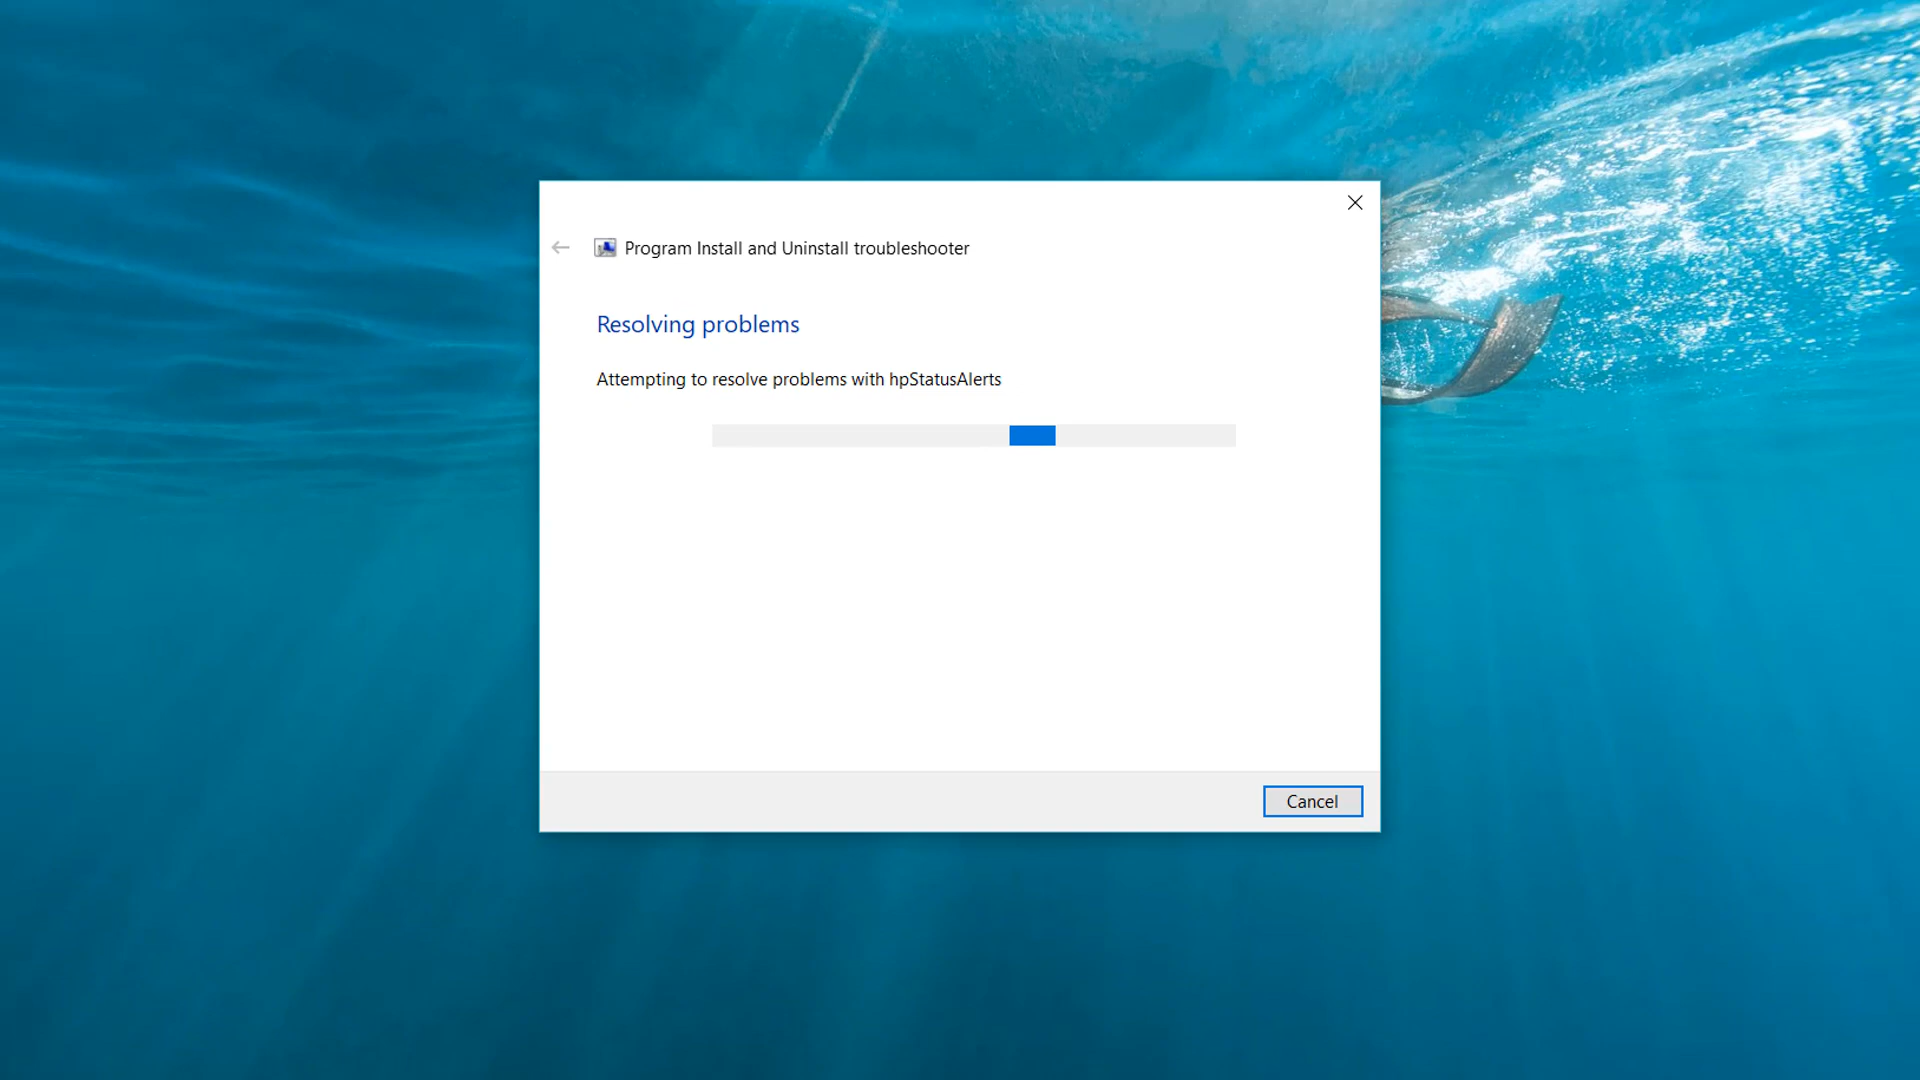 Program Install and Uninstall troubleshooter
Resolving problems
Attempting to resolve problems with hpStatusAlerts
Cancel